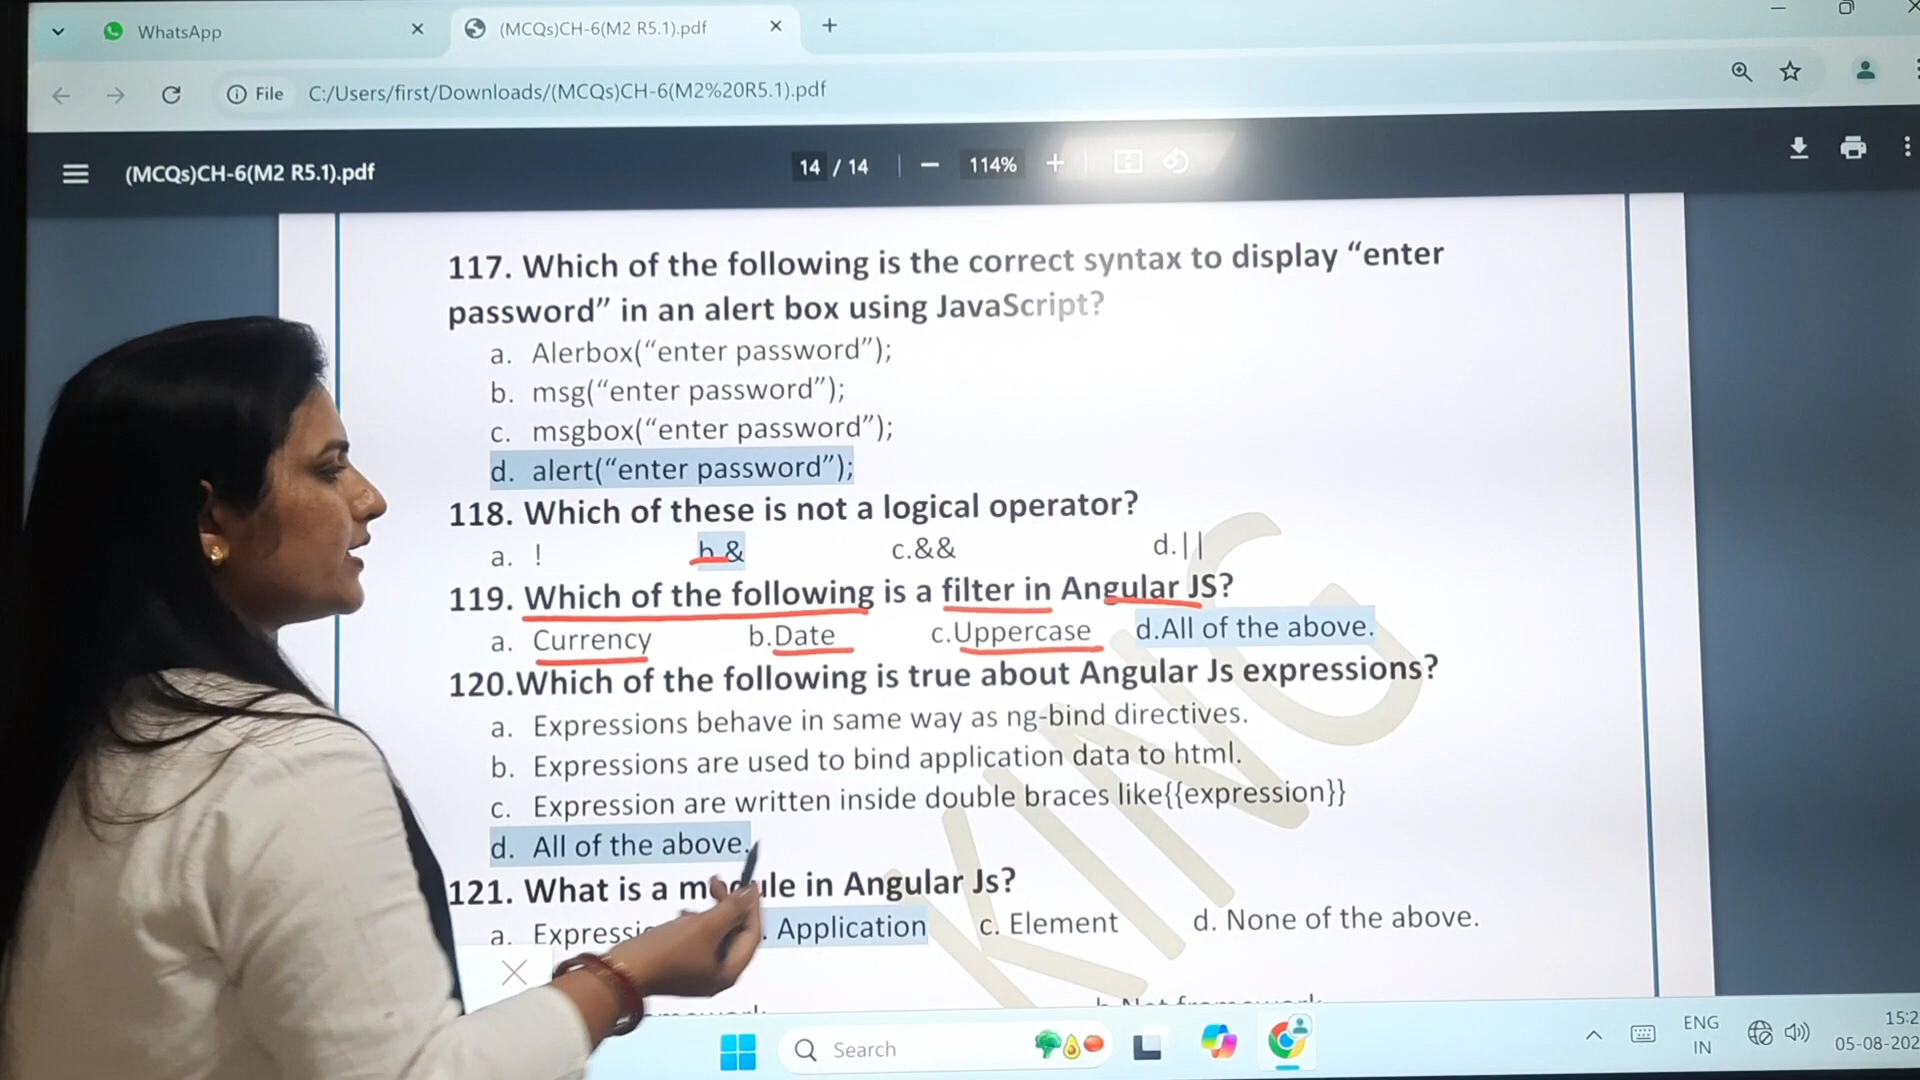 WhatsApp
(MCQs)CH-6(M2 R5.1).pdf
File C:/Users/first/Downloads/(MCQs)CH-6(M2%20R5.1).pdf
(MCQs)CH-6(M2 R5.1).pdf
14 / 14
114%
117. Which of the following is the correct syntax to display “enter
password” in an alert box using JavaScript?
a. Alerbox(“enter password”);
b. msg(“enter password”);
c. msgbox(“enter password”);
d. alert(“enter password”);
118. Which of these is not a logical operator?
a. ! b.& c.&& d.||
119. Which of the following is a filter in Angular JS?
a. Currency b.Date c.Uppercase d.All of the above.
120.Which of the following is true about Angular Js expressions?
a. Expressions behave in same way as ng-bind directives.
b. Expressions are used to bind application data to html.
c. Expression are written inside double braces like{{expression}}
d. All of the above.
121. What is a module in Angular Js?
a. Application c. Element d. None of the above.
KING
Search
ENG
IN
15:2
05-08-202